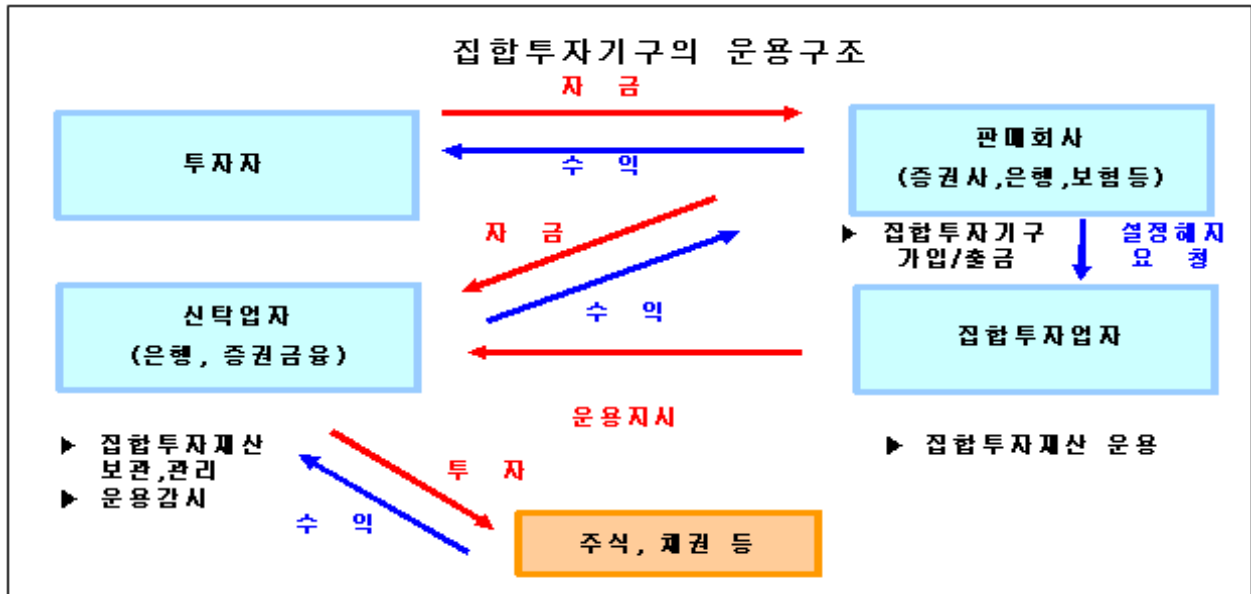 집합투자기구의 운용구조
자 금
투자자
판매회사
(증권사,은행,보험등)
수 익
자 금
▶ 집합투자기구
가입/출금
설정해지
요 청
신탁업자
(은행, 증권금융)
수 익
집합투자업자
운용지시
▶ 집합투자재산
보관,관리
▶ 운용감시
▶ 집합투자재산 운용
투 자
수 익
주식, 채권 등